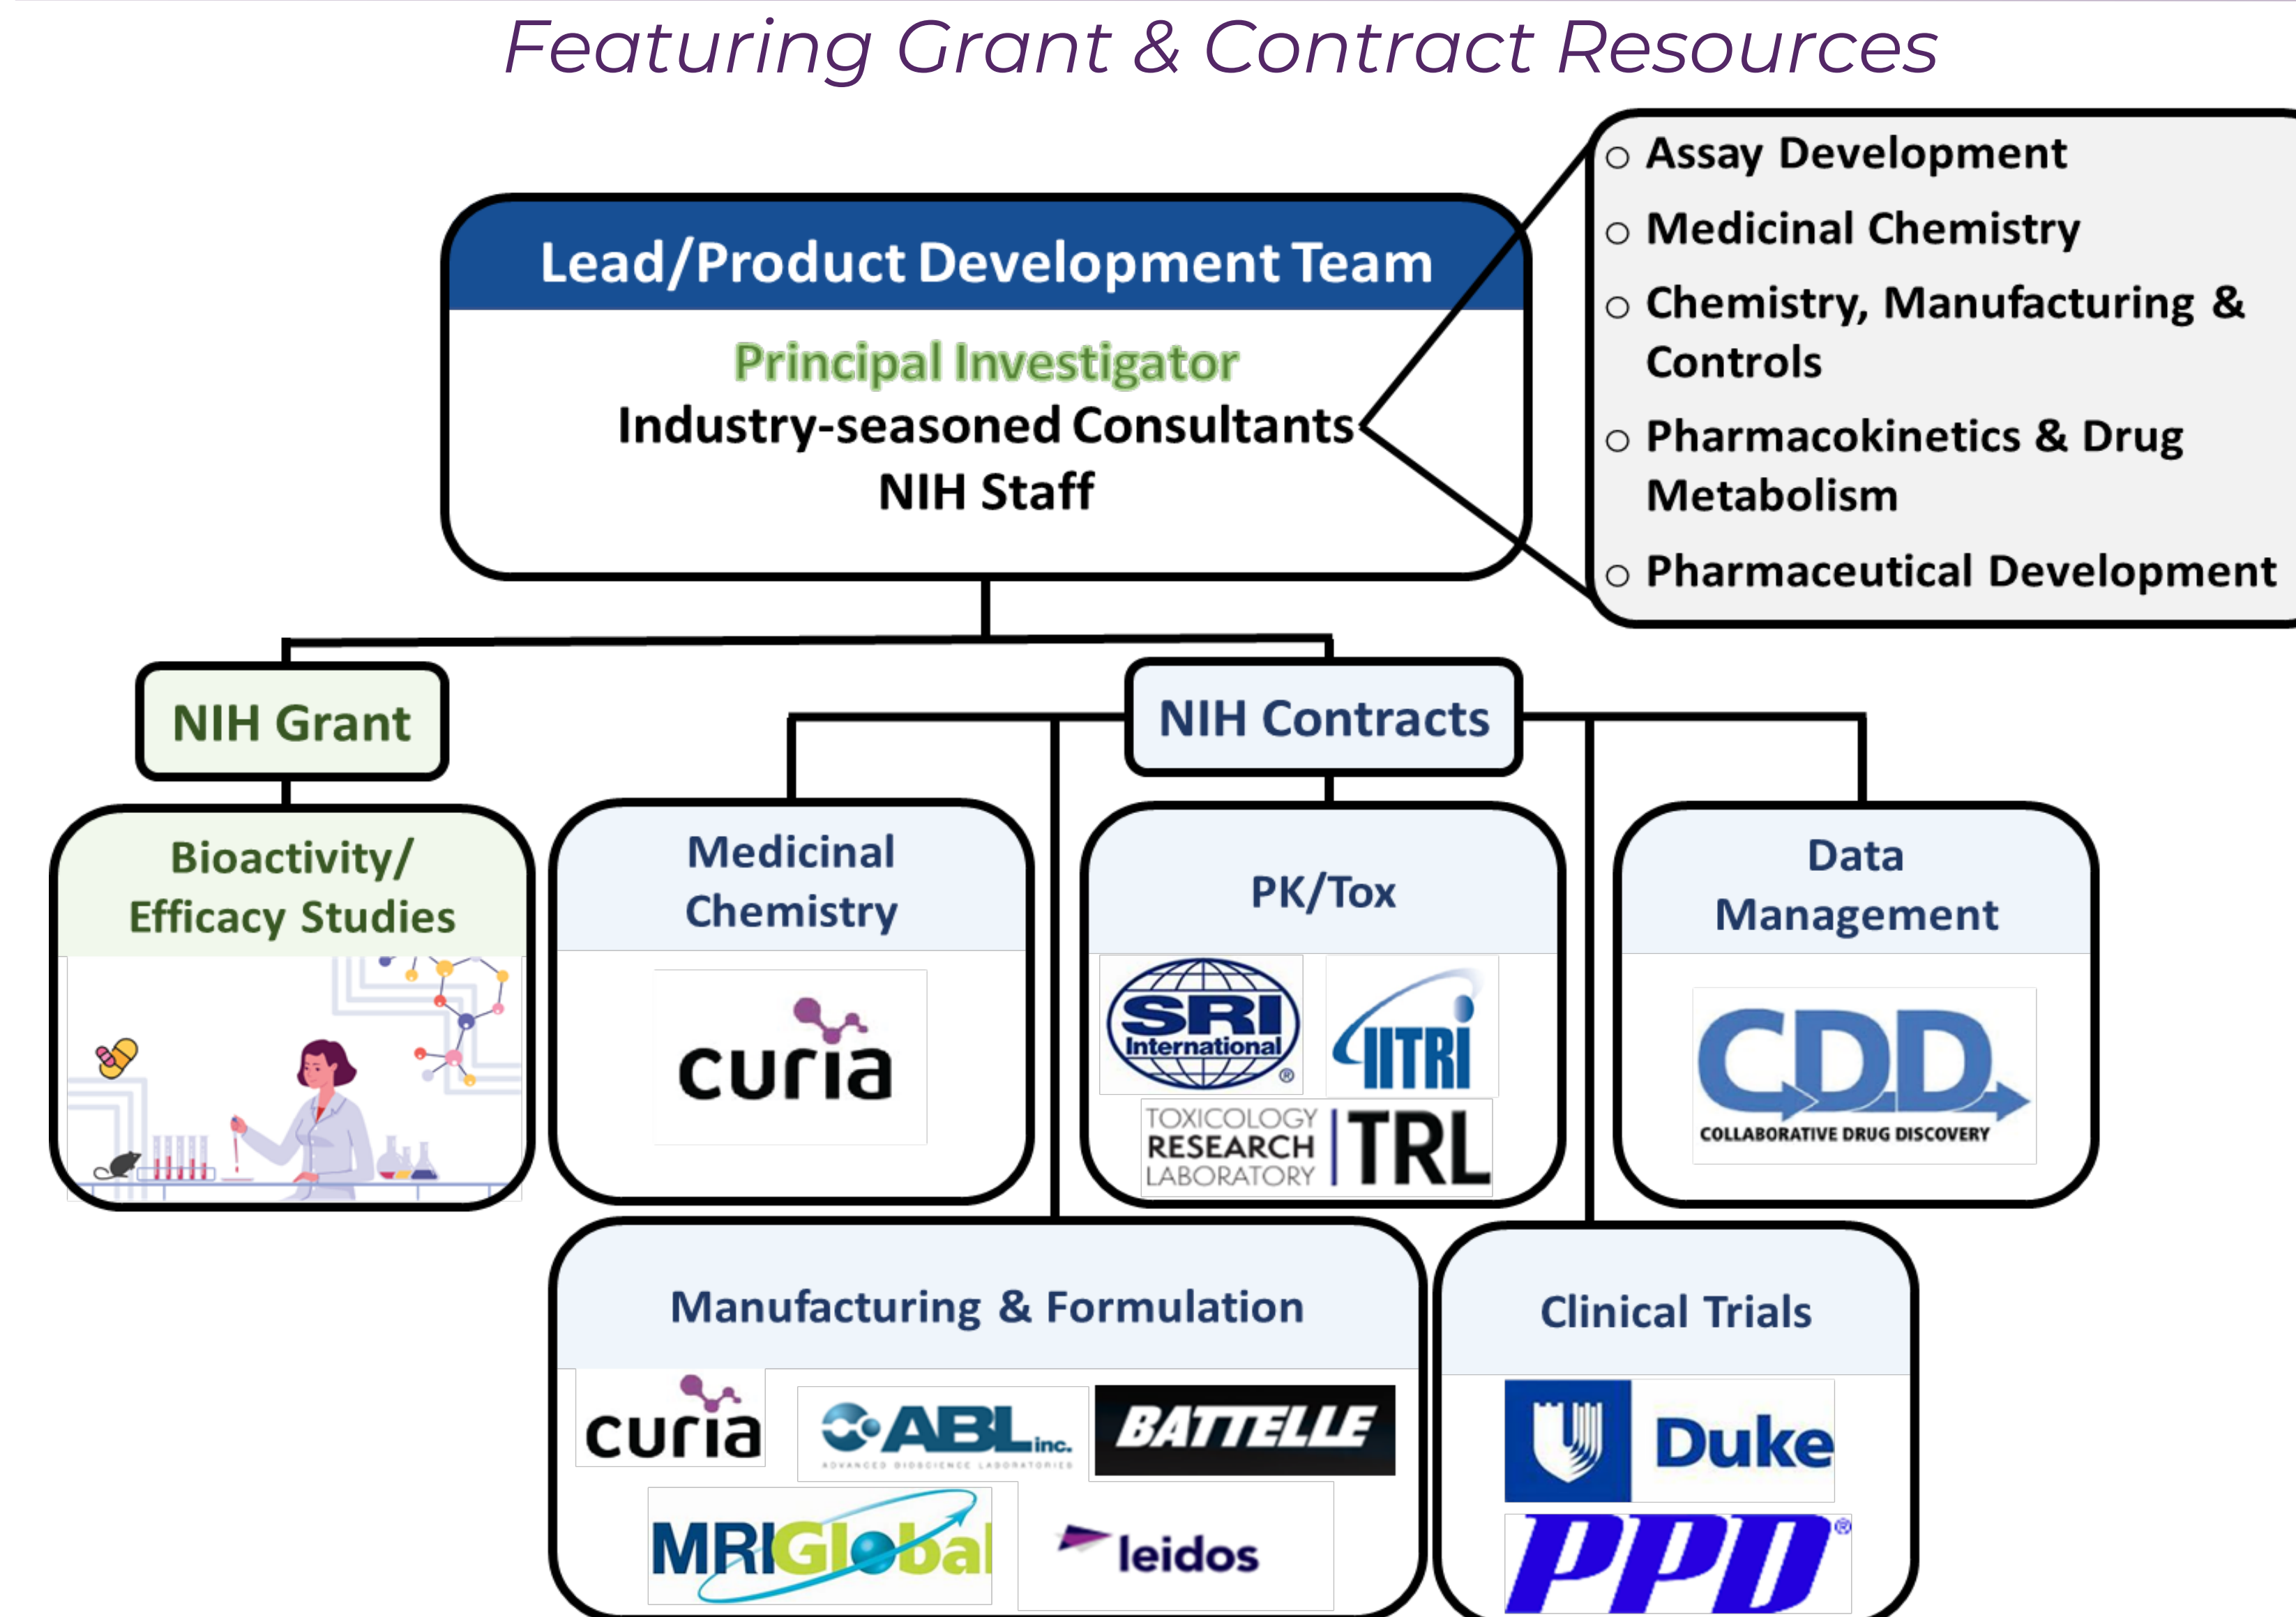 Featuring Grant & Contract Resources
Lead/Product Development Team
Principal Investigator
Industry-seasoned Consultants
NIH Staff
○ Assay Development
○ Medicinal Chemistry
○ Chemistry, Manufacturing &
Controls
○ Pharmacokinetics & Drug
Metabolism
○ Pharmaceutical Development
NIH Grant
NIH Contracts
Bioactivity/
Efficacy Studies
Medicinal
Chemistry
curia
PK/Tox
SRI
International
®
IITRI
TOXICOLOGY
RESEARCH
LABORATORY
TRL
Data
Management
CDD
COLLABORATIVE DRUG DISCOVERY
Manufacturing & Formulation
curia
ABL inc.
ADVANCED BIOSCIENCE LABORATORIES
BATTELLE
MRIGlobal
leidos
Clinical Trials
Duke
PPD®